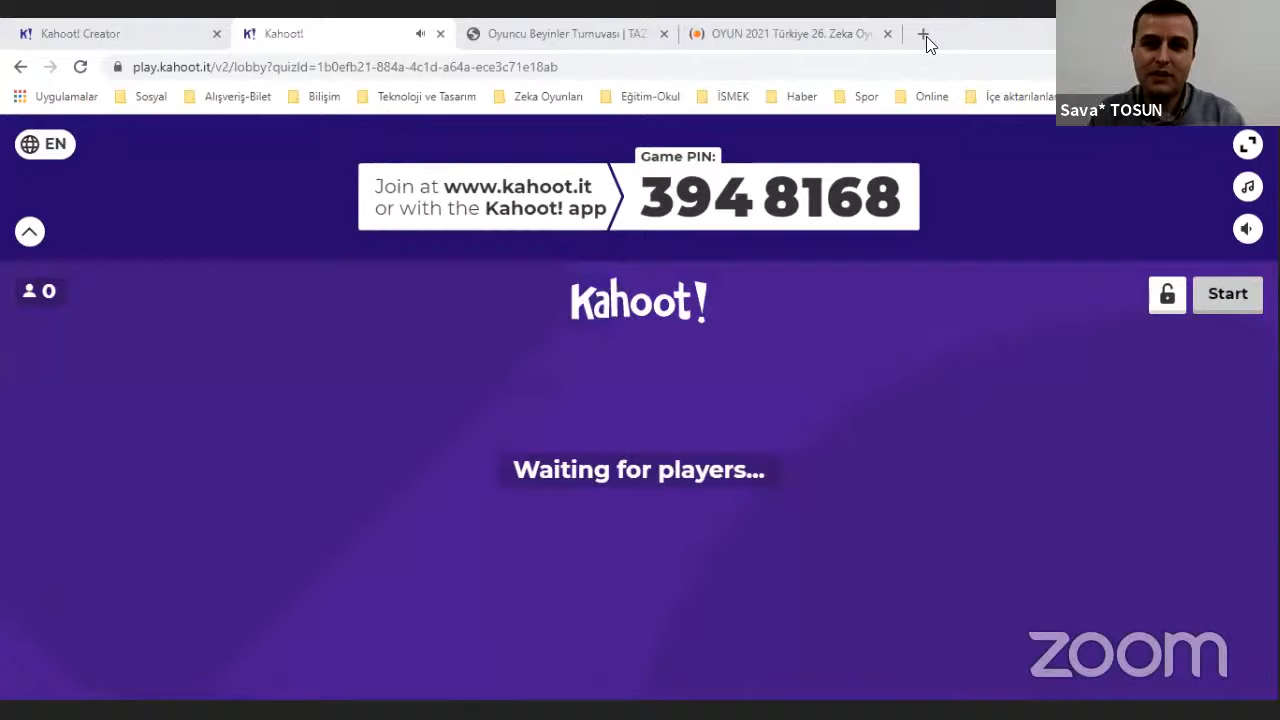 Kahoot! Creator
Kahoot!
Oyuncu Beyinler Turnuvası | TAZ
OYUN 2021 Türkiye 26. Zeka Oyu
play.kahoot.it/v2/lobby?quizId=1b0efb21-884a-4c1d-a64a-ece3c71e18ab
Uygulamalar Sosyal Alışveriş-Bilet Bilişim Teknoloji ve Tasarım Zeka Oyunları Eğitim-Okul İSMEK Haber Spor Online İçe aktarılanlar
Sava* TOSUN
EN
Game PIN:
Join at www.kahoot.it
or with the Kahoot! app
394 8168
0
Kahoot!
Start
Waiting for players...
zoom